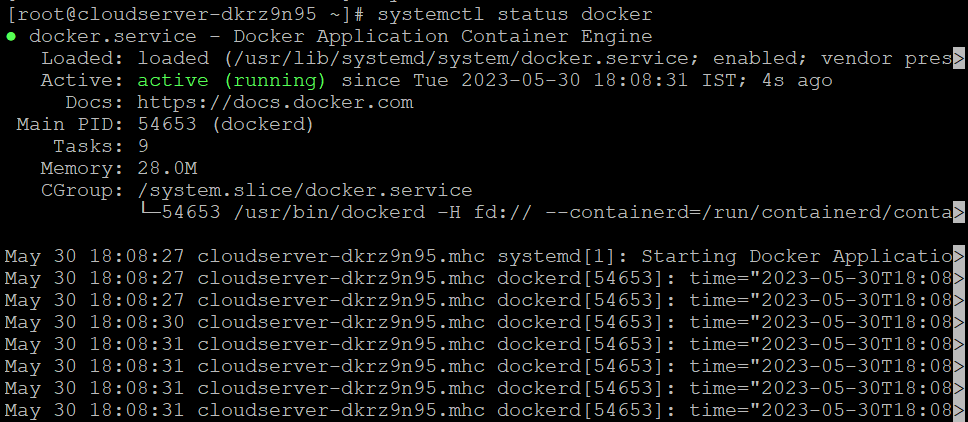 [root@cloudserver-dkrz9n95 ~]# systemctl status docker
● docker.service - Docker Application Container Engine
   Loaded: loaded (/usr/lib/systemd/system/docker.service; enabled; vendor pres>
   Active: active (running) since Tue 2023-05-30 18:08:31 IST; 4s ago
     Docs: https://docs.docker.com
 Main PID: 54653 (dockerd)
    Tasks: 9
   Memory: 28.0M
   CGroup: /system.slice/docker.service
           └─54653 /usr/bin/dockerd -H fd:// --containerd=/run/containerd/conta>

May 30 18:08:27 cloudserver-dkrz9n95.mhc systemd[1]: Starting Docker Applicatio>
May 30 18:08:27 cloudserver-dkrz9n95.mhc dockerd[54653]: time="2023-05-30T18:08>
May 30 18:08:27 cloudserver-dkrz9n95.mhc dockerd[54653]: time="2023-05-30T18:08>
May 30 18:08:30 cloudserver-dkrz9n95.mhc dockerd[54653]: time="2023-05-30T18:08>
May 30 18:08:31 cloudserver-dkrz9n95.mhc dockerd[54653]: time="2023-05-30T18:08>
May 30 18:08:31 cloudserver-dkrz9n95.mhc dockerd[54653]: time="2023-05-30T18:08>
May 30 18:08:31 cloudserver-dkrz9n95.mhc dockerd[54653]: time="2023-05-30T18:08>
May 30 18:08:31 cloudserver-dkrz9n95.mhc dockerd[54653]: time="2023-05-30T18:08>